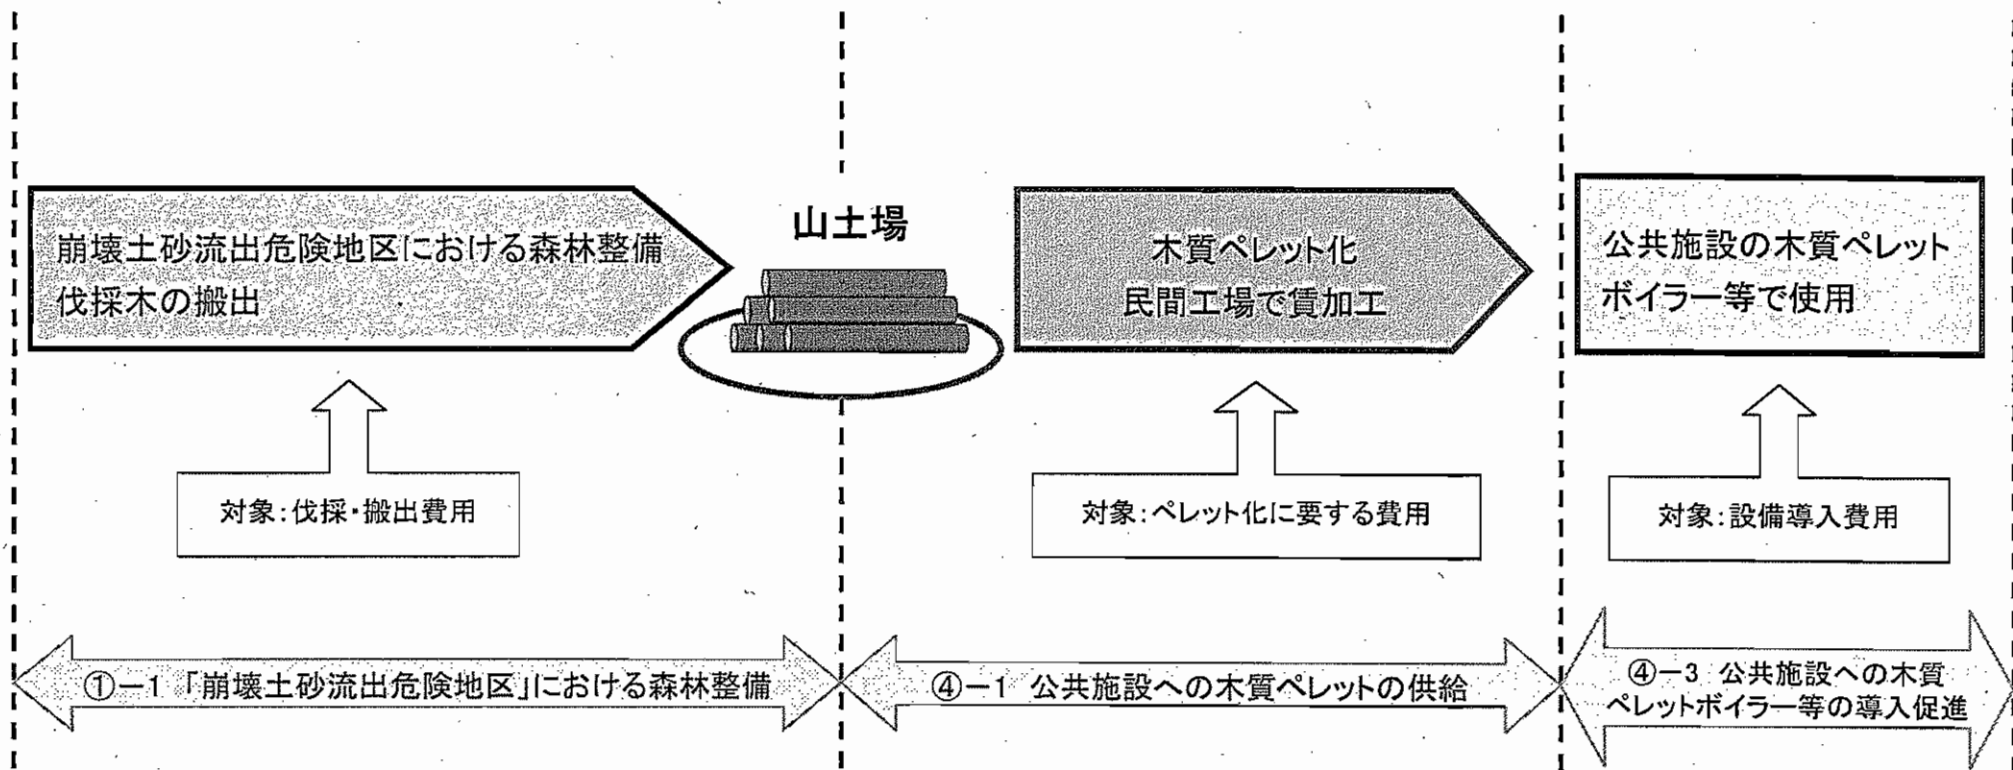 崩壊土砂流出危険地区における森林整備
伐採木の搬出
山土場
木質ペレット化
民間工場で賃加工
公共施設の木質ペレット
ボイラー等で使用
対象:伐採・搬出費用
対象:ペレット化に要する費用
対象:設備導入費用
①−1 「崩壊土砂流出危険地区」における森林整備
④−1 公共施設への木質ペレットの供給
④−3 公共施設への木質
ペレットボイラー等の導入促進